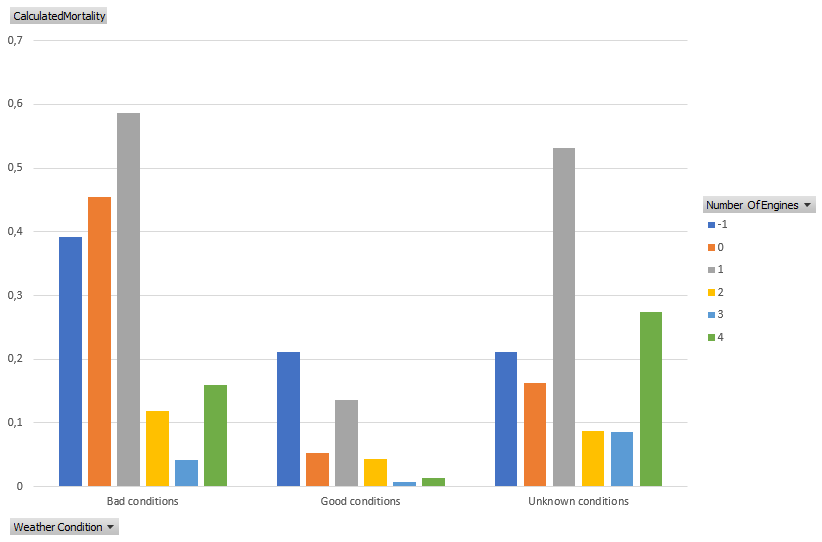 CalculatedMortality
0,7
0,6
0,5
0,4
0,3
0,2
0,1
0
Bad conditions
Good conditions
Unknown conditions
Weather Condition
Number Of Engines
-1
0
1
2
3
4